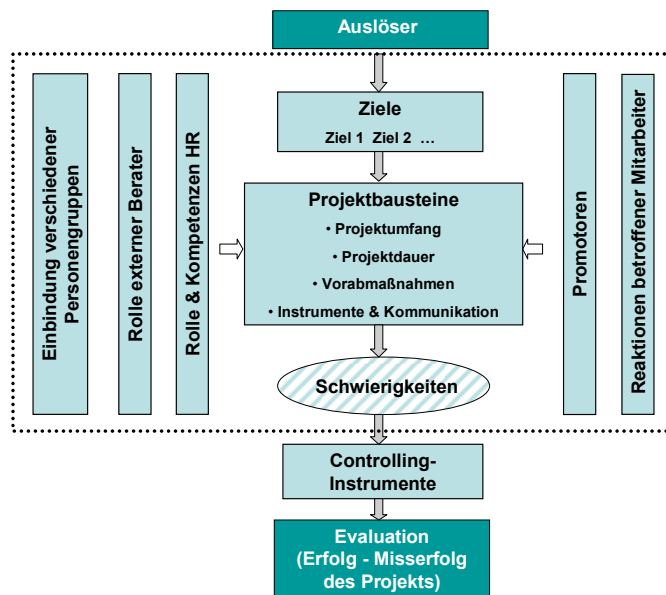 Auslöser
Einbindung verschiedener
Personengruppen
Rolle externer Berater
Rolle & Kompetenzen HR
Ziele
Ziel 1 Ziel 2 …
Projektbausteine
• Projektumfang
• Projektdauer
• Vorabmaßnahmen
• Instrumente & Kommunikation
Schwierigkeiten
Promotoren
Reaktionen betroffener Mitarbeiter
Controlling-
Instrumente
Evaluation
(Erfolg - Misserfolg
des Projekts)